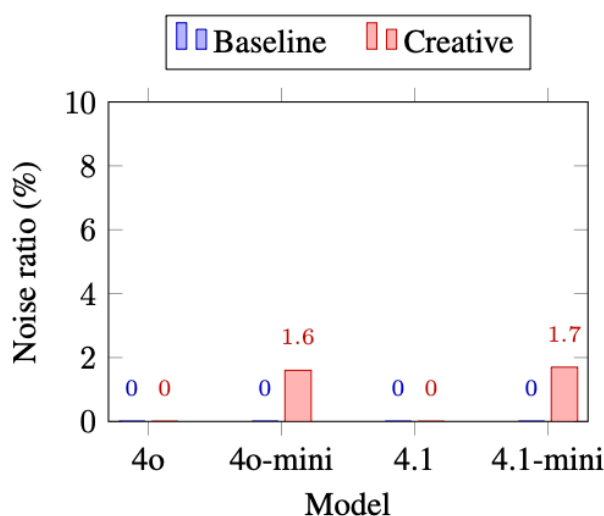 Baseline Creative
10
8
6
4
2
0
Noise ratio (%)
0 0 0 1.6 0 0 0 1.7
4o 4o-mini 4.1 4.1-mini
Model